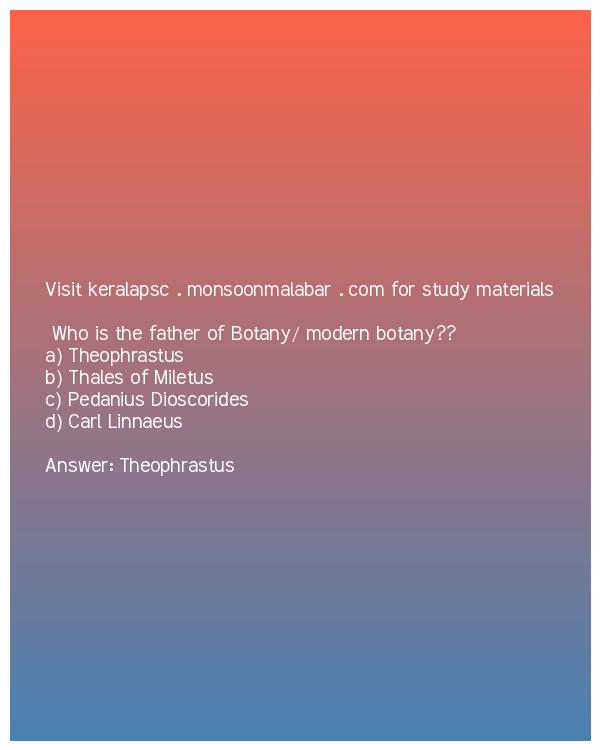 Visit keralapsc . monsoonmalabar . com for study materials
Who is the father of Botany/ modern botany??
a) Theophrastus
b) Thales of Miletus
c) Pedanius Dioscorides
d) Carl Linnaeus
Answer: Theophrastus